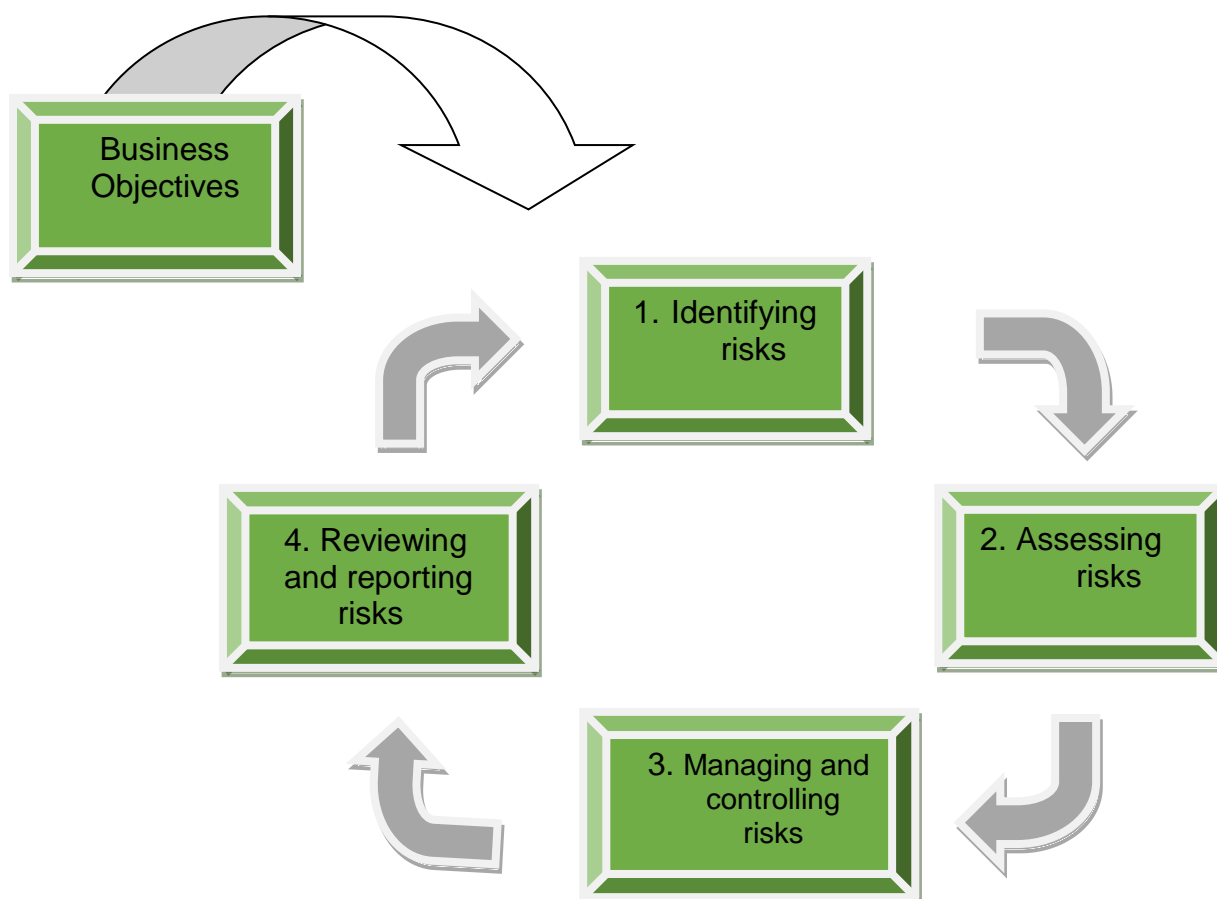 Business
Objectives
1. Identifying
risks
2. Assessing
risks
3. Managing and
controlling
risks
4. Reviewing
and reporting
risks